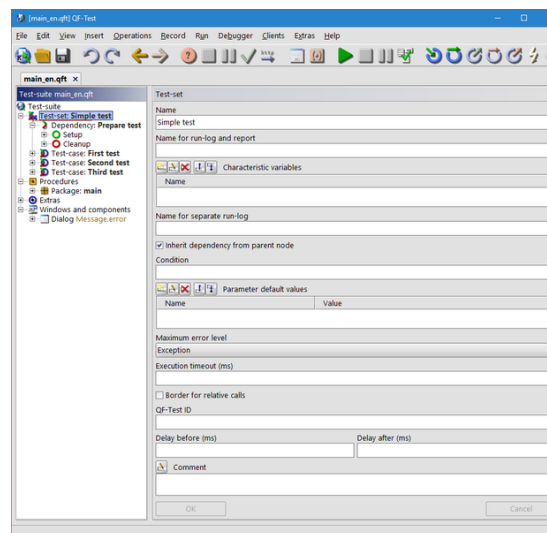 [main_en.qft] QF-Test
File Edit View Insert Operations Record Run Debugger Clients Extras Help
http
main_en.qft
Test-suite main_en.qft
Test-suite
Test-set: Simple test
Dependency: Prepare test
Setup
Cleanup
Test-case: First test
Test-case: Second test
Test-case: Third test
Procedures
Package: main
Extras
Windows and components
Dialog Message.error
Test-set
Name
Simple test
Name for run-log and report
Characteristic variables
Name
Name for separate run-log
Inherit dependency from parent node
Condition
Parameter default values
Name Value
Maximum error level
Exception
Execution timeout (ms)
Border for relative calls
QF-Test ID
Delay before (ms) Delay after (ms)
Comment
OK Cancel